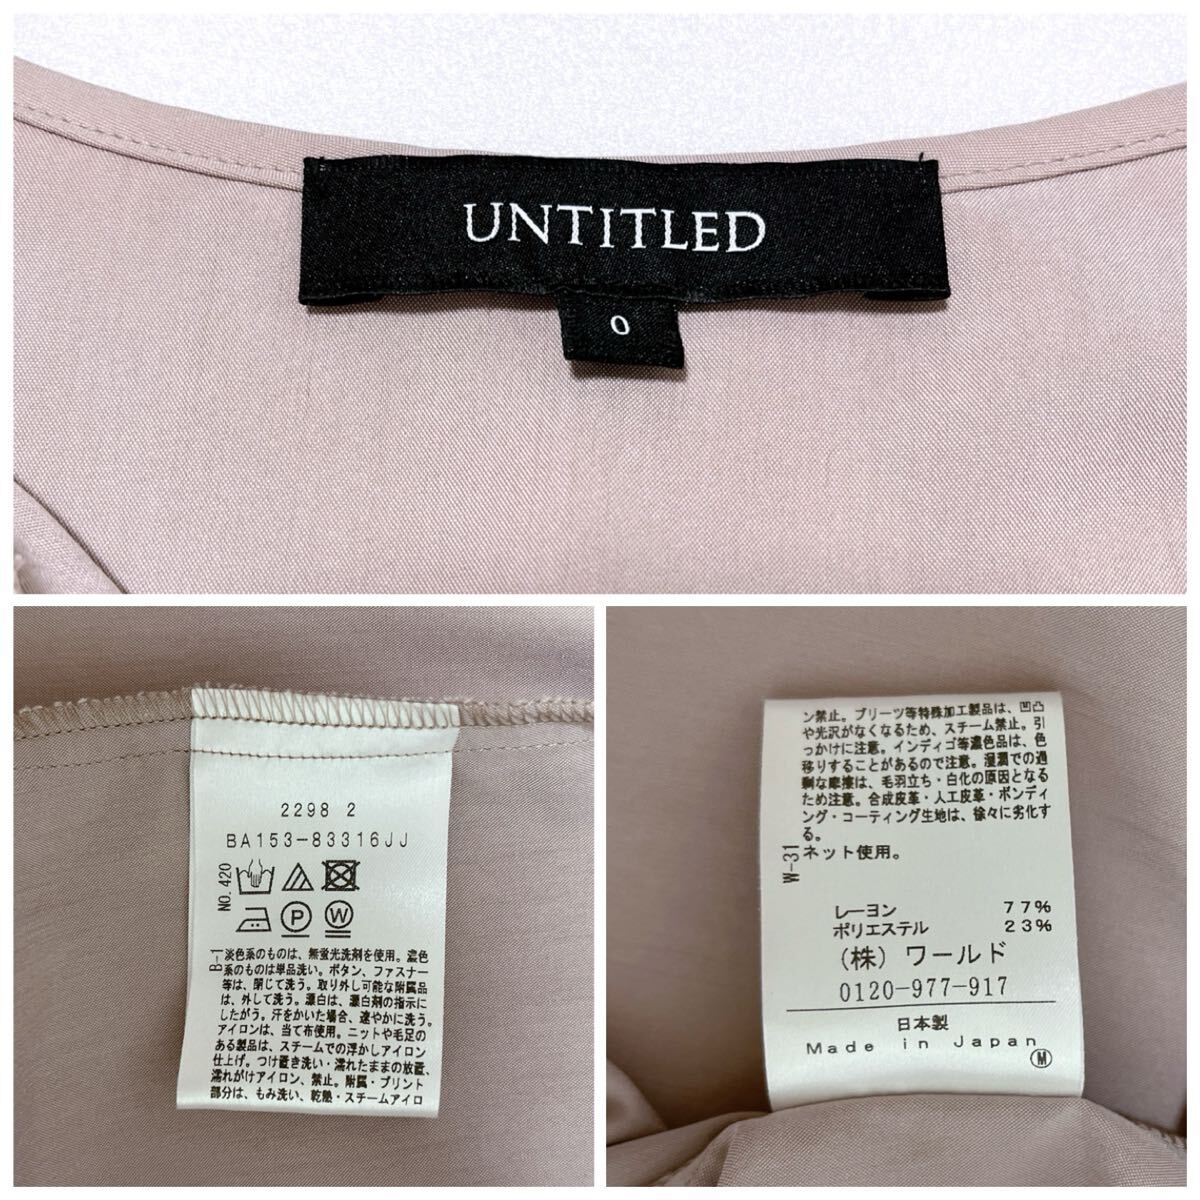 UNTITLED
0
2298 2
BA153-83316JJ
NO.420
P
W
B-1
淡色系のものは、無蛍光洗剤を使用。濃色
系のものは単品洗い。ボタン、ファスナー
等は、閉じて洗う。取り外し可能な附属品
は、外して洗う。漂白は、漂白剤の指示に
したがう。汗をかいた場合、速やかに洗う。
アイロンは、当て布使用。ニットや毛足の
ある製品は、スチームでの浮かしアイロン
仕上げ。つけ置き洗い・濡れたままの放置、
濡れがけアイロン、禁止。附属・プリント
部分は、もみ洗い、乾熱・スチームアイロ
ン禁止。プリーツ等特殊加工製品は、凹凸
や光沢がなくなるため、スチーム禁止。引
っかけに注意。インディゴ等濃色品は、色
移りすることがあるので注意。湿潤での過
剰な摩擦は、毛羽立ち・白化の原因となる
ため注意。合成皮革・人工皮革・ボンディ
ング・コーティング生地は、徐々に劣化す
る。
ネット使用。
W-31
レーヨン 77%
ポリエステル 23%
(株) ワールド
0120-977-917
日本製
Made in Japan
M